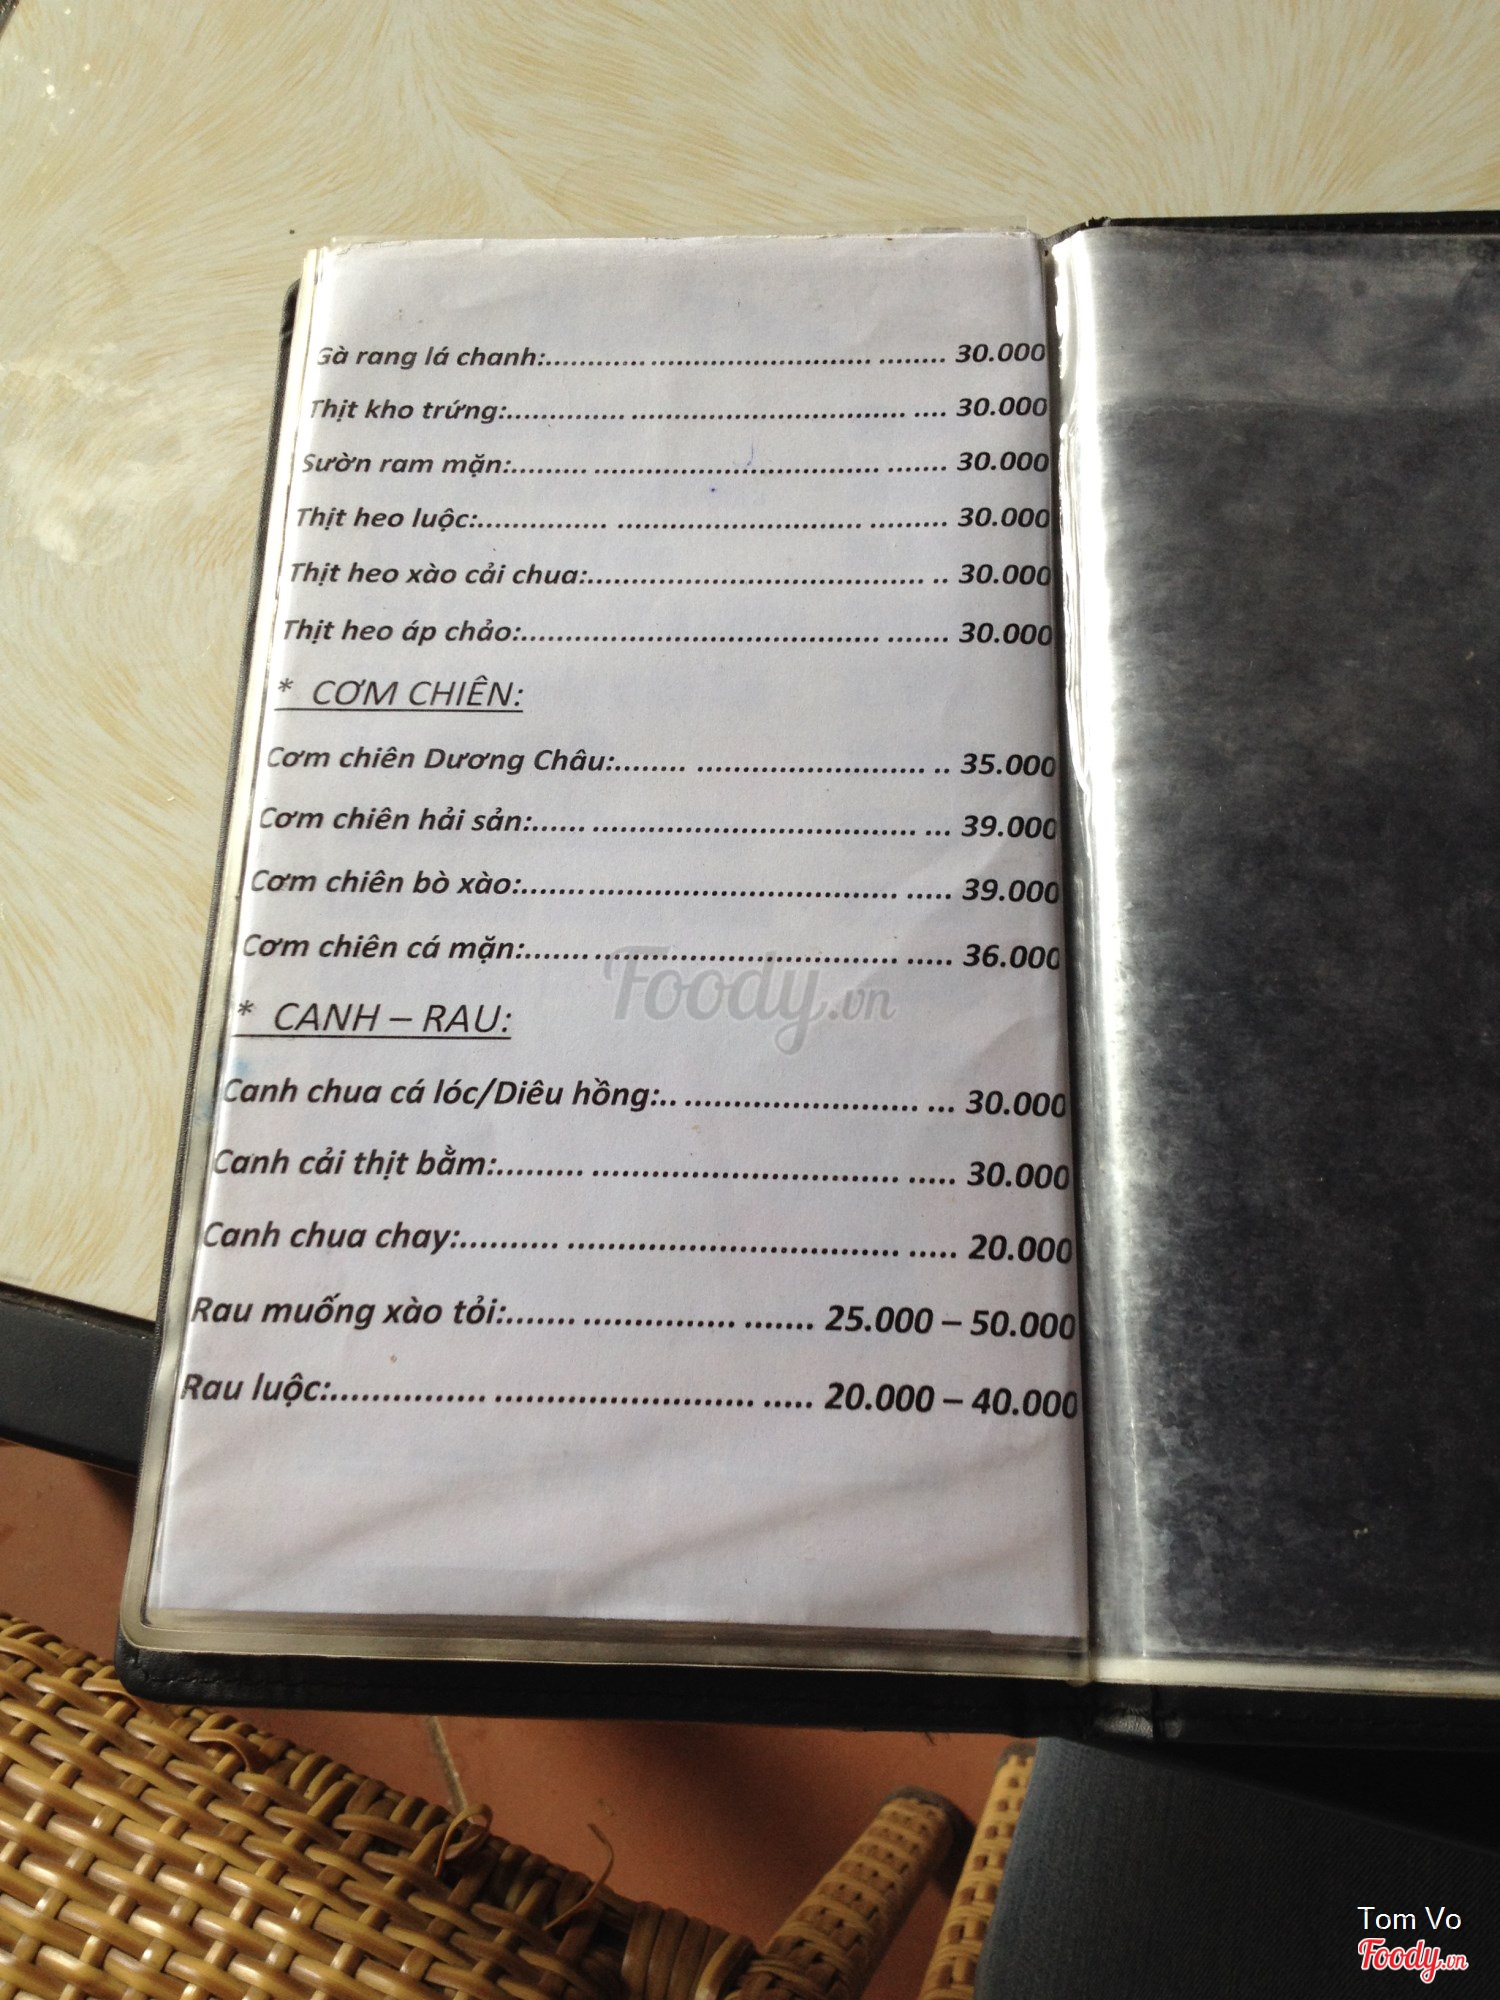 Gà rang lá chanh:............ ............................ ........ 30.000
Thịt kho trứng:............. ................................. .... 30.000
Sườn ram mặn:......... .................................. ....... 30.000
Thịt heo luộc:............... ............................. ......... 30.000
Thịt heo xào cải chua:....................................... .. 30.000
Thịt heo áp chảo:.......................................... ....... 30.000
* CƠM CHIÊN:
Cơm chiên Dương Châu:........ ......................... .. 35.000
Cơm chiên hải sản:...... ................................... ... 39.000
Cơm chiên bò xào:......................................... ..... 39.000
Cơm chiên cá mặn:....... ................................. ..... 36.000
Foody.vn
* CANH – RAU:
Canh chua cá lóc/Diêu hồng:.. ........................ ... 30.000
Canh cải thịt bằm:......... ................................ ..... 30.000
Canh chua chay:.......... .................................. ..... 20.000
Rau muống xào tỏi:....... ................ ....... 25.000 – 50.000
Rau luộc:............... ........................... ..... 20.000 – 40.000
Tom Vo
Foody.vn